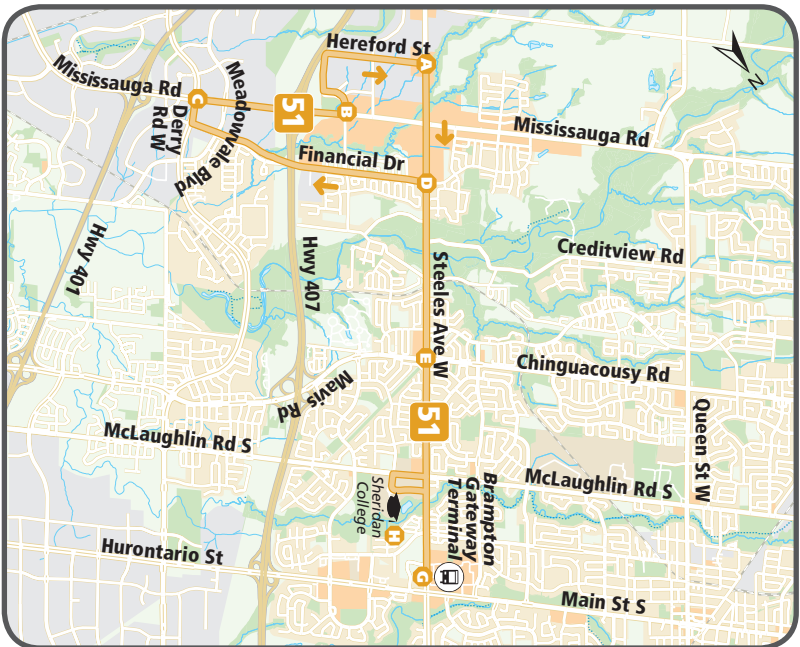 Hereford St
A
N
Mississauga Rd
C
Meadowvale Blvd
51
B
Mississauga Rd
Derry
Rd W
Financial Dr
D
Hwy 401
Hwy 407
Steeles Ave W
Creditview Rd
E
Chinguacousy Rd
Mavis Rd
51
Queen St W
McLaughlin Rd S
McLaughlin Rd S
Sheridan
College
H
Brampton
Gateway
Terminal
G
Hurontario St
Main St S